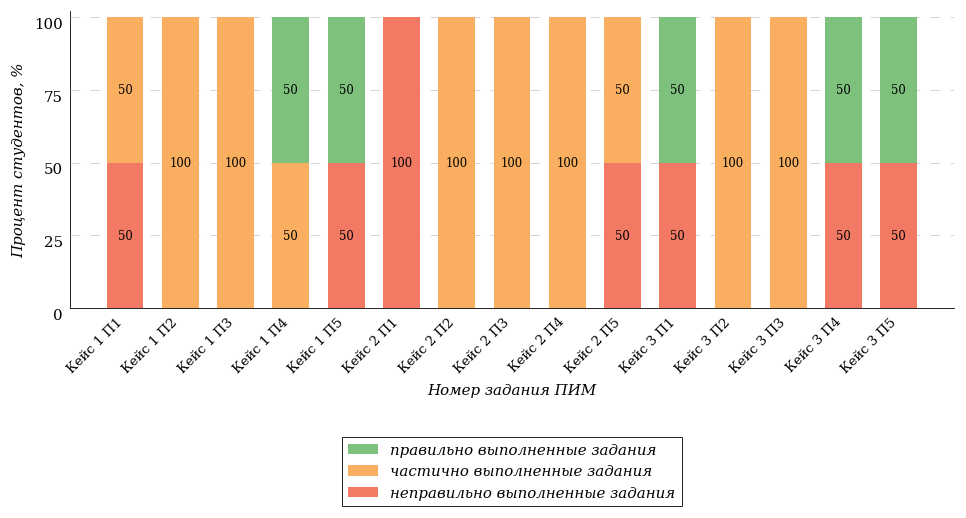 Процент студентов, %
100
75
50
25
0
50 50 50 50 50 50 50
100 100 100 100 100 100 100 100
50 50 50 50 50 50 50
Кейс 1 П1
Кейс 1 П2
Кейс 1 П3
Кейс 1 П4
Кейс 1 П5
Кейс 2 П1
Кейс 2 П2
Кейс 2 П3
Кейс 2 П4
Кейс 2 П5
Кейс 3 П1
Кейс 3 П2
Кейс 3 П3
Кейс 3 П4
Кейс 3 П5
Номер задания ПИМ
правильно выполненные задания
частично выполненные задания
неправильно выполненные задания